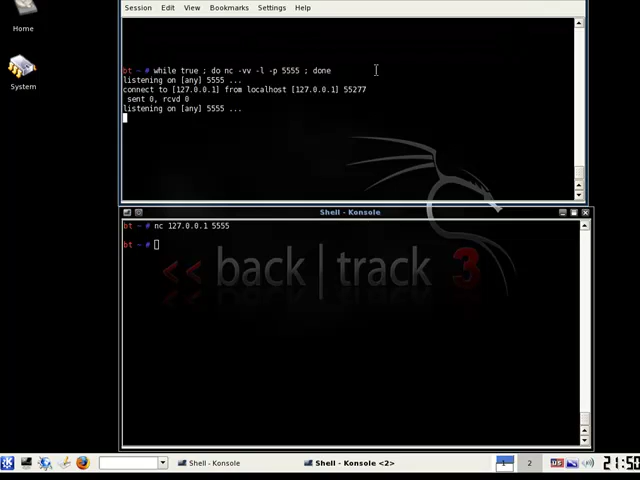 Session Edit View Bookmarks Settings Help
Home
System
bt ~ # while true ; do nc -vv -l -p 5555 ; done
listening on [any] 5555 ...
connect to [127.0.0.1] from localhost [127.0.0.1] 55277
sent 0, rcvd 0
listening on [any] 5555 ...
Shell - Konsole
bt ~ # nc 127.0.0.1 5555
bt ~ #
<< back | track 3
Shell - Konsole
Shell - Konsole <2>
1
2
US
21:50